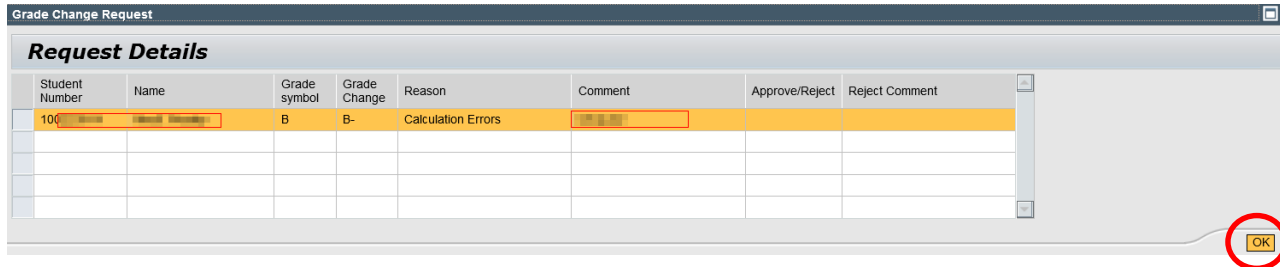 Grade Change Request
Request Details
Student Number Name Grade symbol Grade Change Reason Comment Approve/Reject Reject Comment
100 B B- Calculation Errors
OK